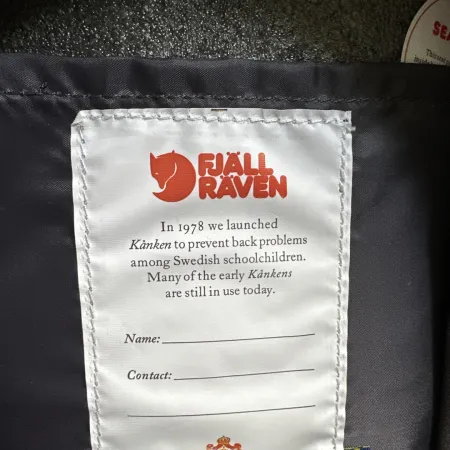 SEA
FJÄLL
RÄVEN
In 1978 we launched
Kånken to prevent back problems
among Swedish schoolchildren.
Many of the early Kånkens
are still in use today.
Name:
Contact: